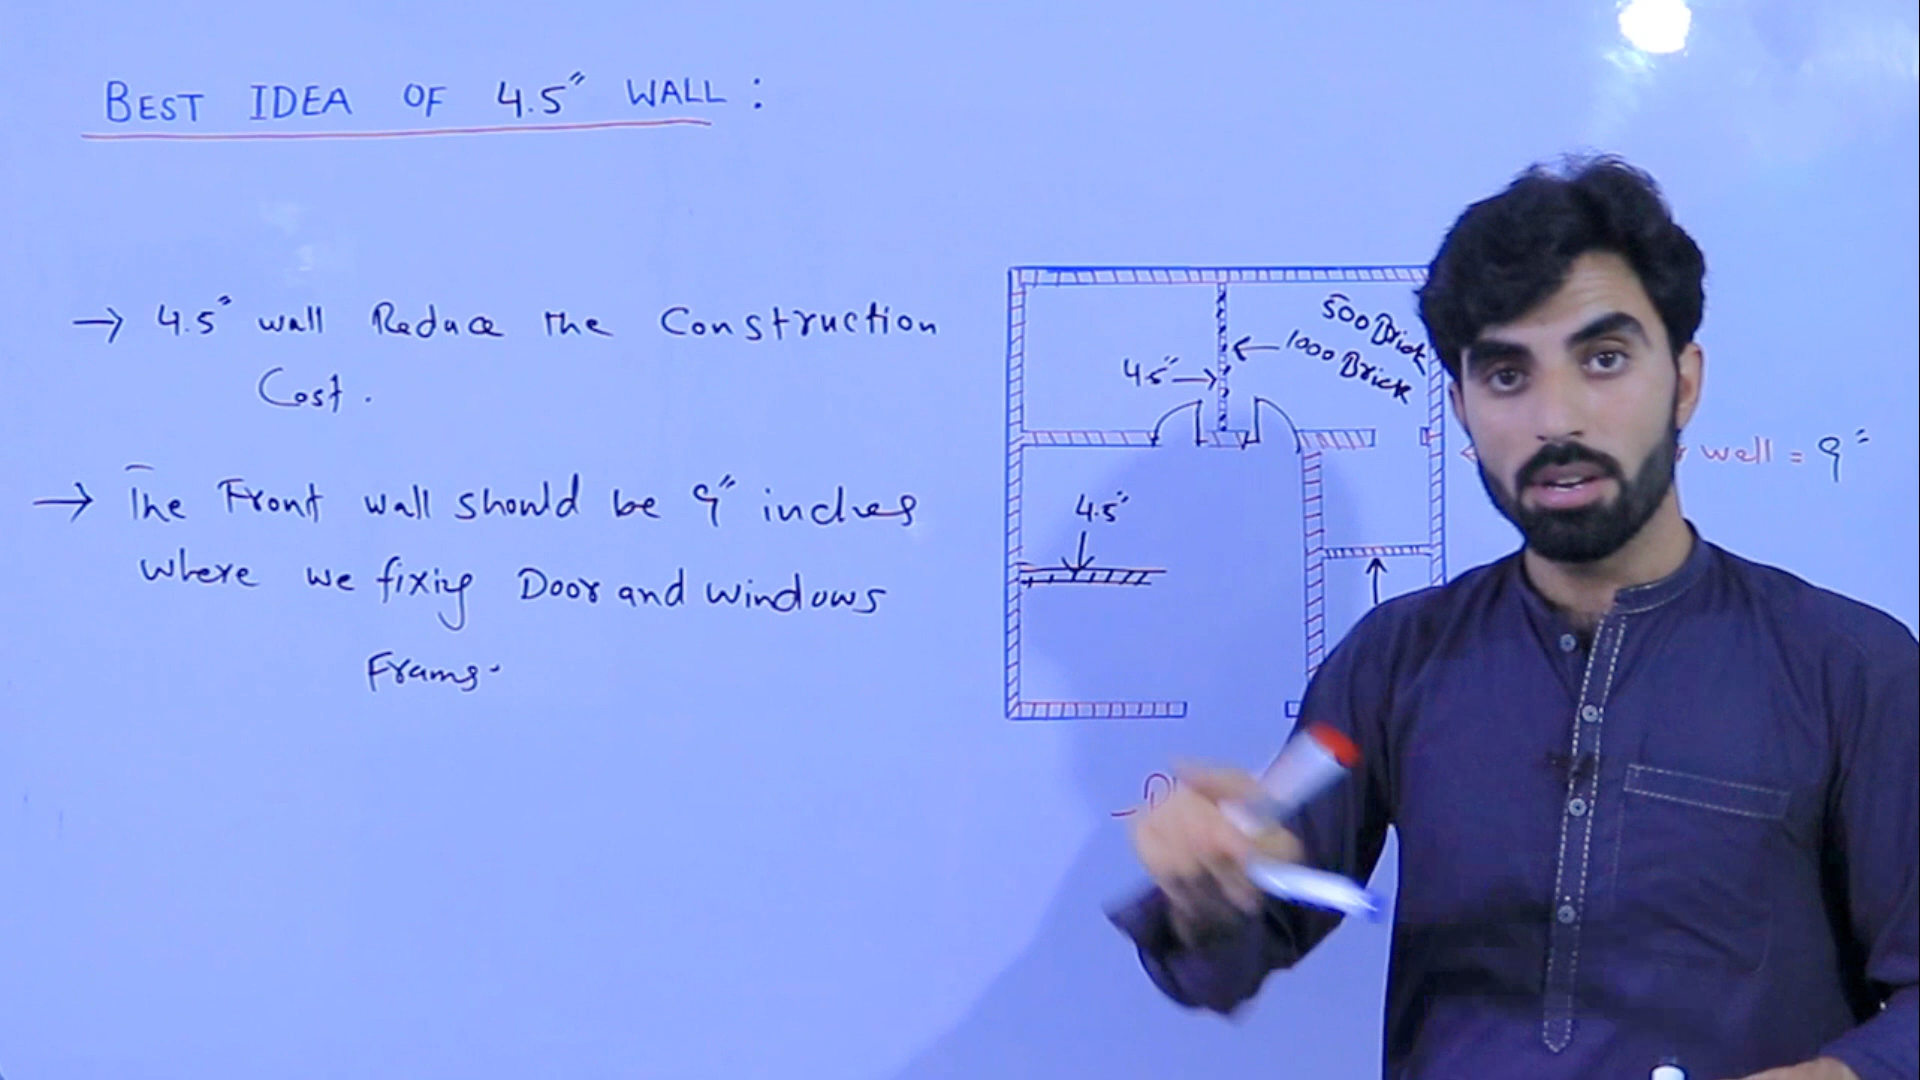 BEST IDEA OF 4.5" WALL :
→ 4.5" wall Reduce the Construction
Cost.
→ The Front wall should be 9" inches
where we fixing Door and windows
Frams.
500 Brick
1000 Brick
4.5"
wall = 9"
4.5"